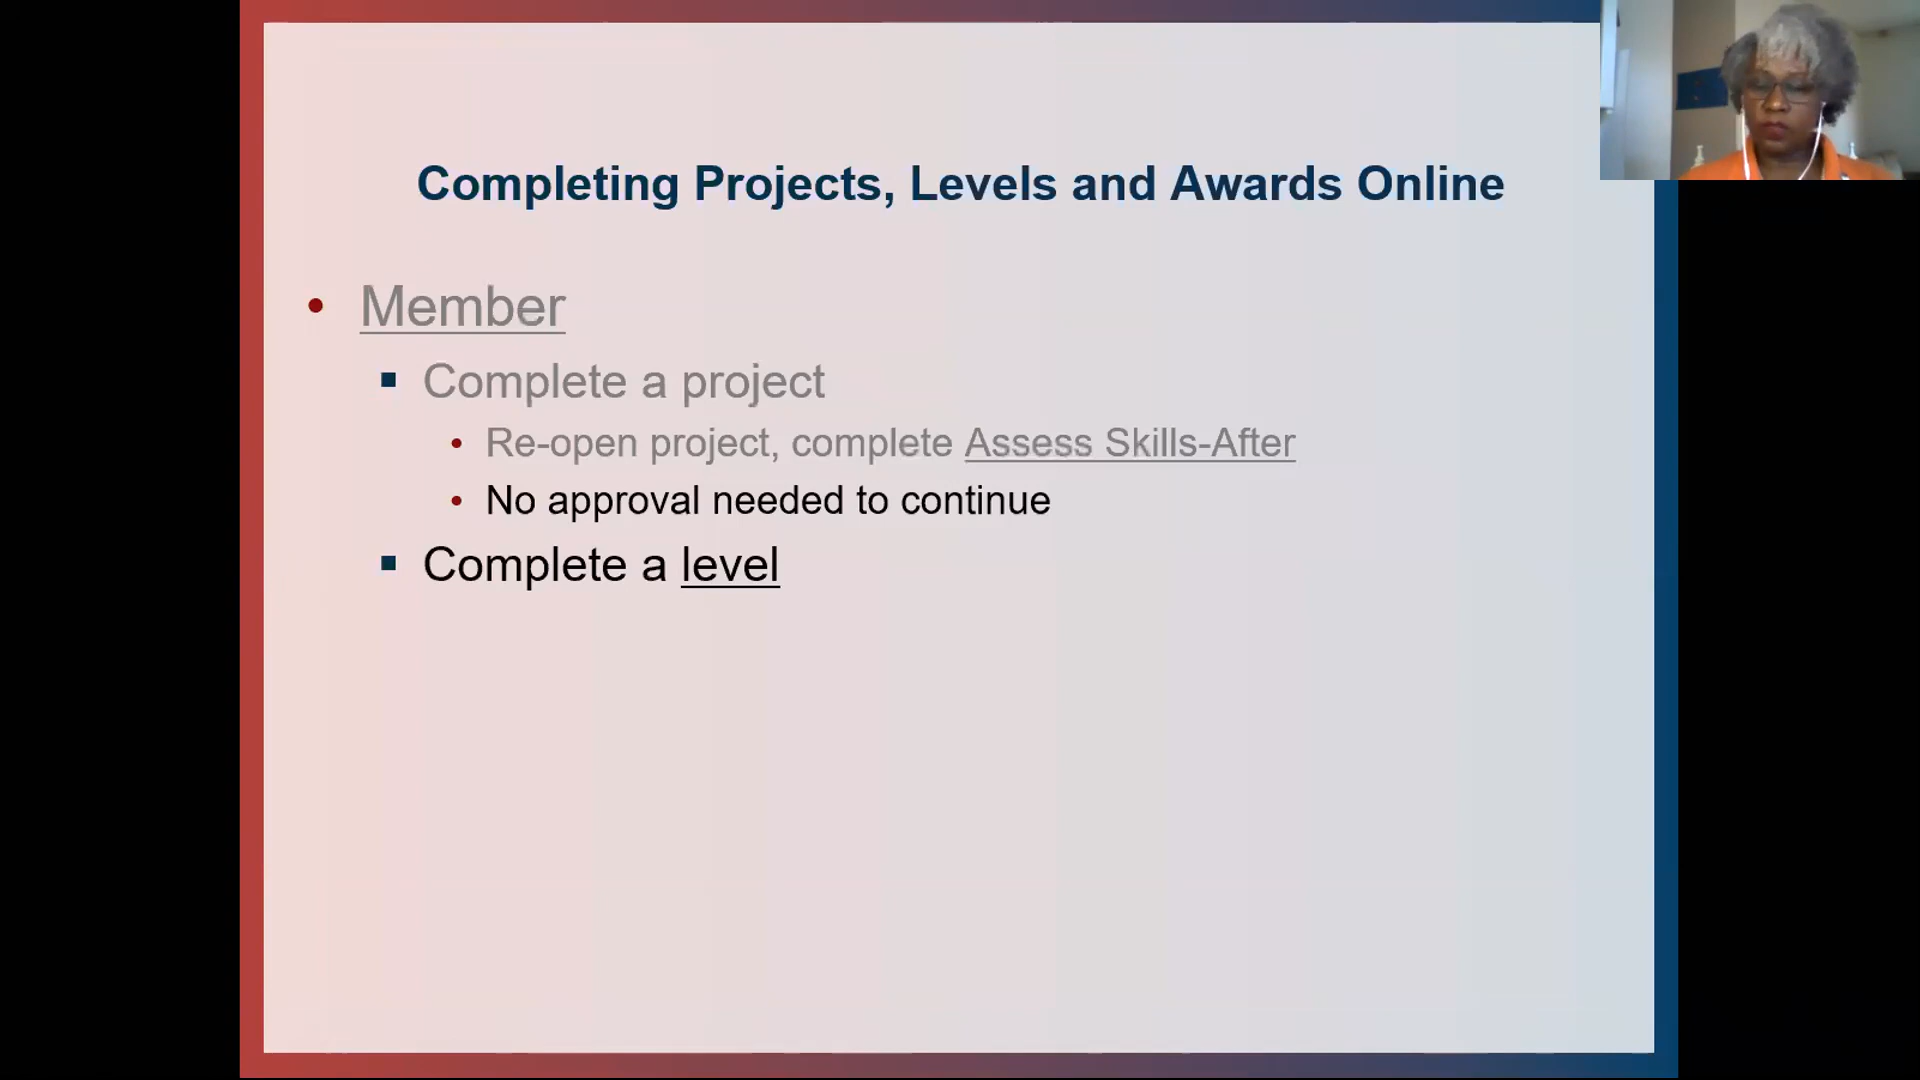 Completing Projects, Levels and Awards Online
• Member
▪ Complete a project
• Re-open project, complete Assess Skills-After
• No approval needed to continue
▪ Complete a level